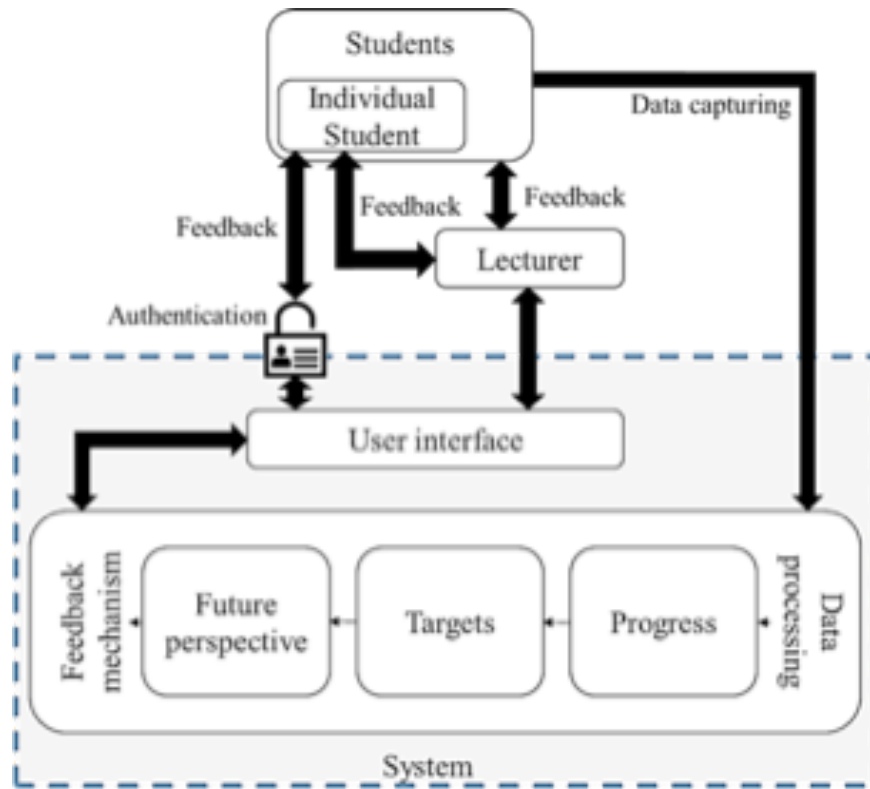 Students
Individual
Student
Data capturing
Feedback
Feedback
Feedback
Lecturer
Authentication
User interface
Feedback
mechanism
Future
perspective
Targets
Progress
Data
processing
System